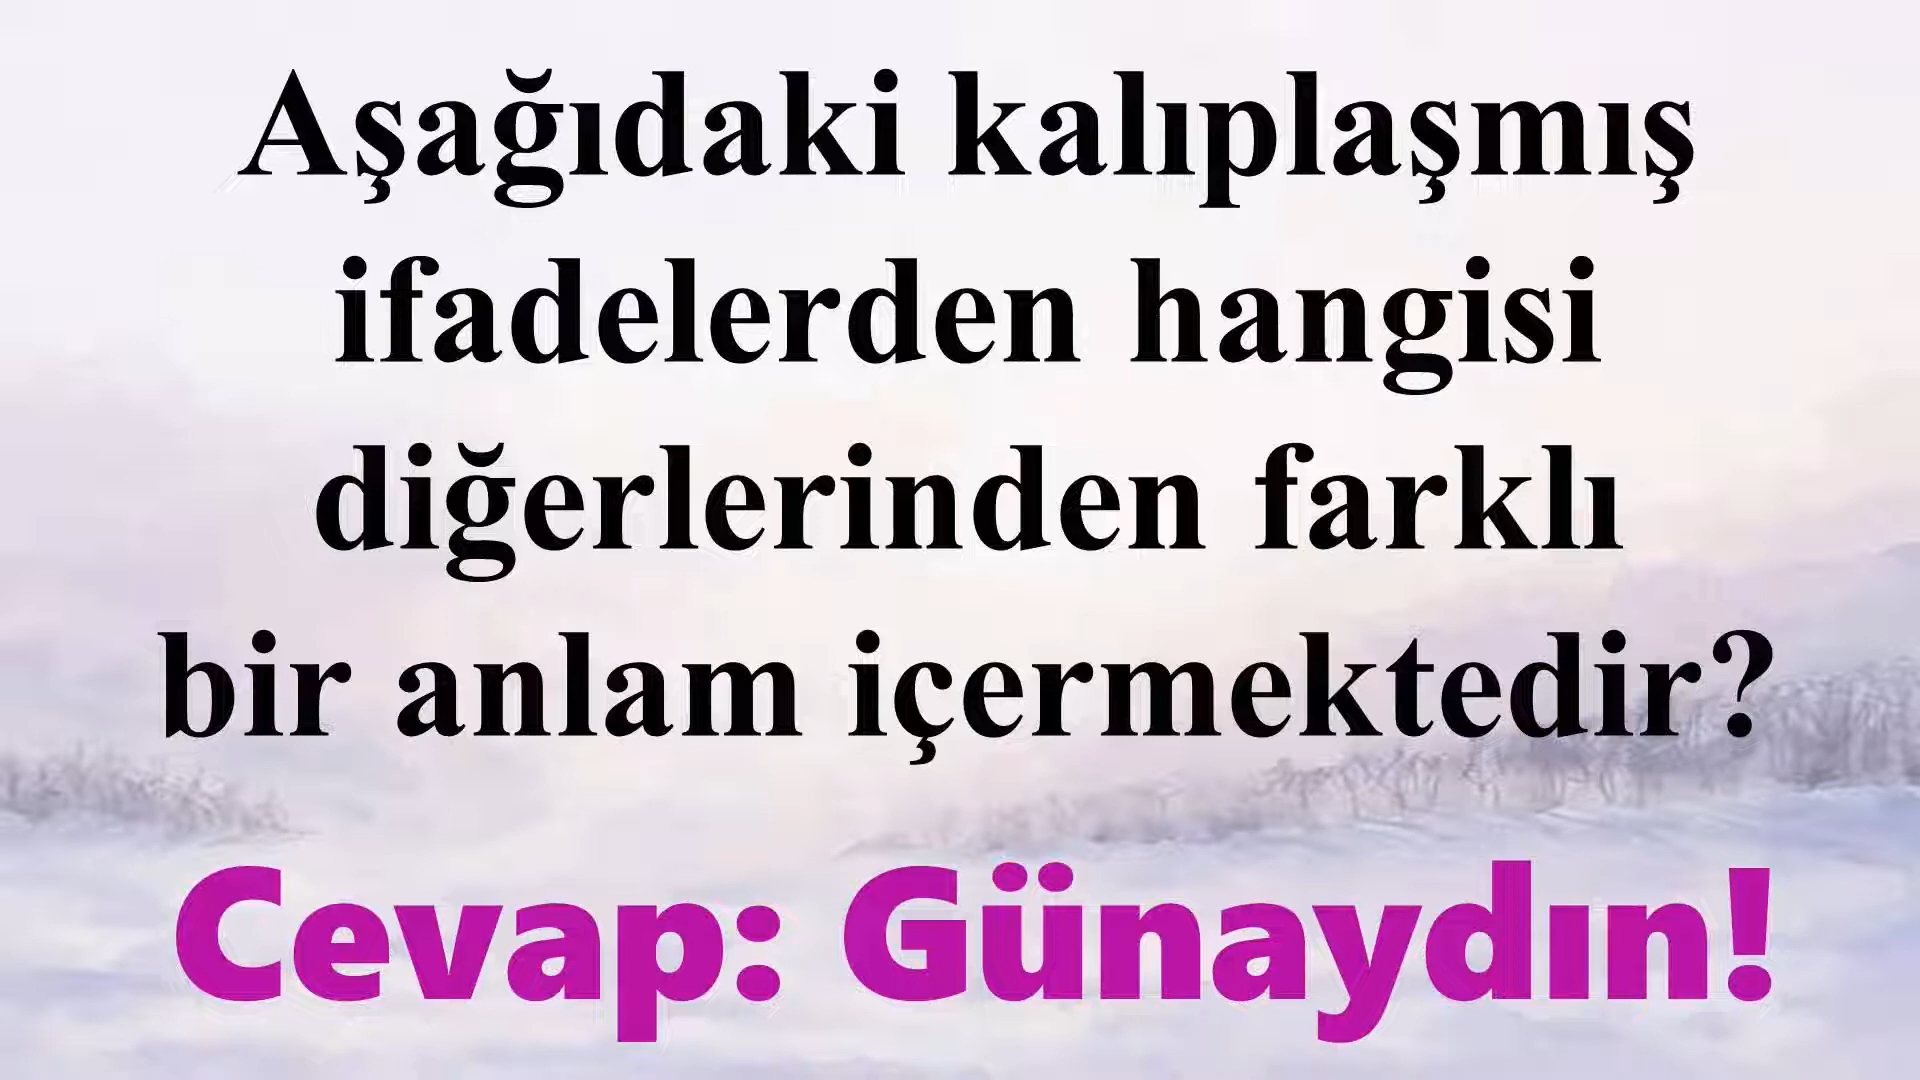 Aşağıdaki kalıplaşmış
ifadelerden hangisi
diğerlerinden farklı
bir anlam içermektedir?
Cevap: Günaydın!